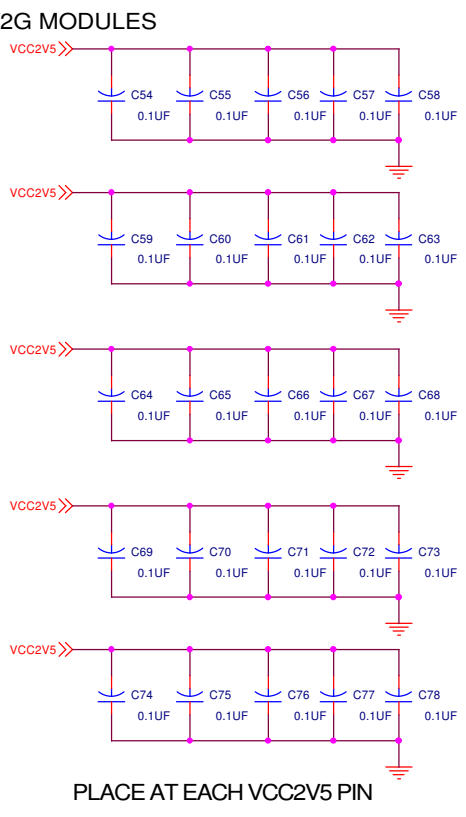 2G MODULES
VCC2V5
C54 C55 C56 C57 C58
0.1UF 0.1UF 0.1UF 0.1UF 0.1UF
VCC2V5
C59 C60 C61 C62 C63
0.1UF 0.1UF 0.1UF 0.1UF 0.1UF
VCC2V5
C64 C65 C66 C67 C68
0.1UF 0.1UF 0.1UF 0.1UF 0.1UF
VCC2V5
C69 C70 C71 C72 C73
0.1UF 0.1UF 0.1UF 0.1UF 0.1UF
VCC2V5
C74 C75 C76 C77 C78
0.1UF 0.1UF 0.1UF 0.1UF 0.1UF
PLACE AT EACH VCC2V5 PIN